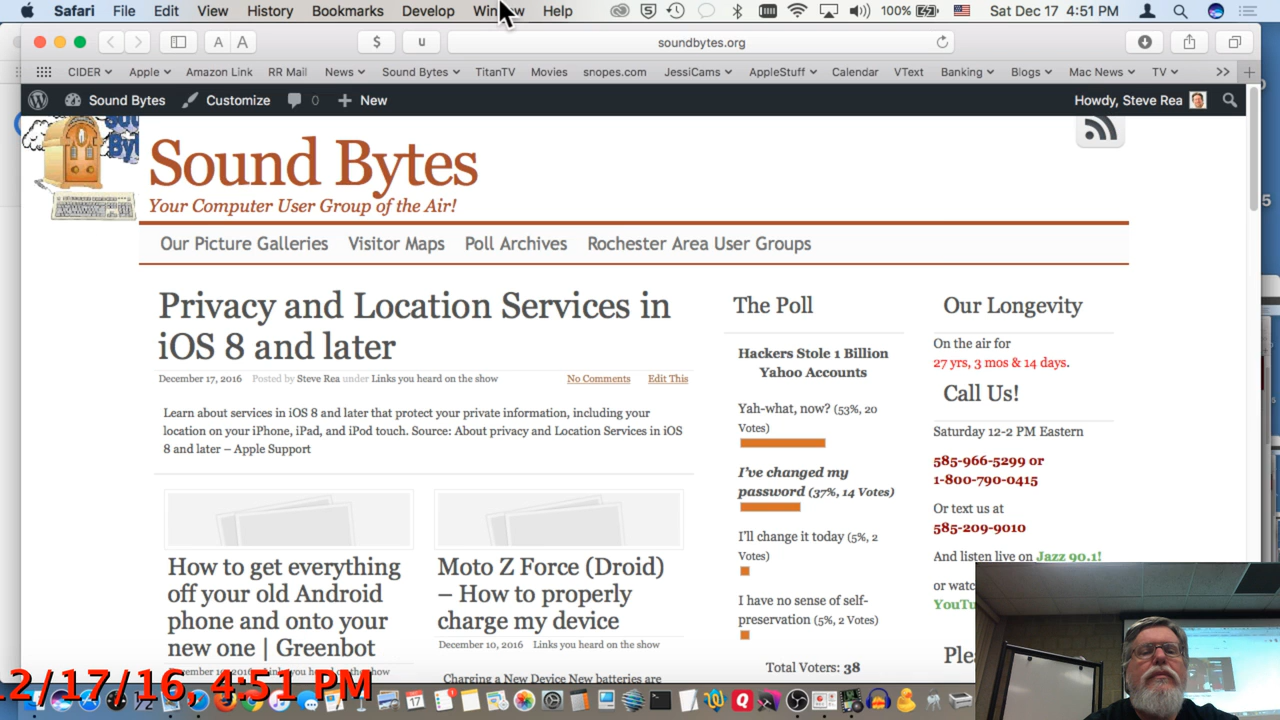 Safari File Edit View History Bookmarks Develop Window Help 100% Sat Dec 17 4:51 PM
A A $ u soundbytes.org
CIDER Apple Amazon Link RR Mail News Sound Bytes TitanTV Movies snopes.com JessiCams AppleStuff Calendar VText Banking Blogs Mac News TV >> +
Sound Bytes Customize 0 New Howdy, Steve Rea
Sound Bytes
Your Computer User Group of the Air!
Our Picture Galleries Visitor Maps Poll Archives Rochester Area User Groups
Privacy and Location Services in
iOS 8 and later
December 17, 2016 Posted by Steve Rea under Links you heard on the show No Comments Edit This
Learn about services in iOS 8 and later that protect your private information, including your
location on your iPhone, iPad, and iPod touch. Source: About privacy and Location Services in iOS
8 and later – Apple Support
How to get everything
off your old Android
phone and onto your
new one | Greenbot
Moto Z Force (Droid)
– How to properly
charge my device
December 10, 2016 Links you heard on the show
Charging a New Device New batteries are
The Poll
Hackers Stole 1 Billion
Yahoo Accounts
Yah-what, now? (53%, 20
Votes)
I've changed my
password (37%, 14 Votes)
I'll change it today (5%, 2
Votes)
I have no sense of self-
preservation (5%, 2 Votes)
Total Voters: 38
Our Longevity
On the air for
27 yrs, 3 mos & 14 days.
Call Us!
Saturday 12-2 PM Eastern
585-966-5299 or
1-800-790-0415
Or text us at
585-209-9010
And listen live on Jazz 90.1!
or watc
YouTu
Ple
12/17/16, 4:51 PM
17